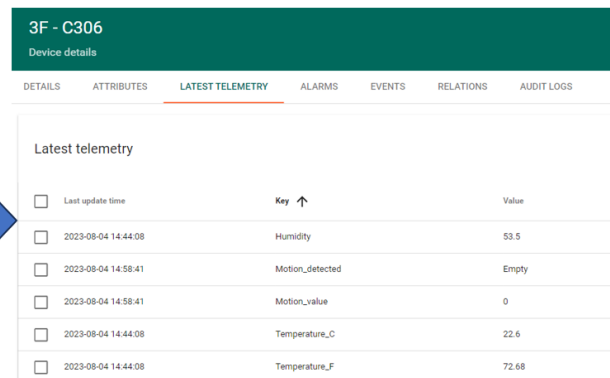 3F - C306
Device details
DETAILS ATTRIBUTES LATEST TELEMETRY ALARMS EVENTS RELATIONS AUDIT LOGS
Latest telemetry
Last update time Key ↑ Value
2023-08-04 14:44:08 Humidity 53.5
2023-08-04 14:58:41 Motion_detected Empty
2023-08-04 14:58:41 Motion_value 0
2023-08-04 14:44:08 Temperature_C 22.6
2023-08-04 14:44:08 Temperature_F 72.68